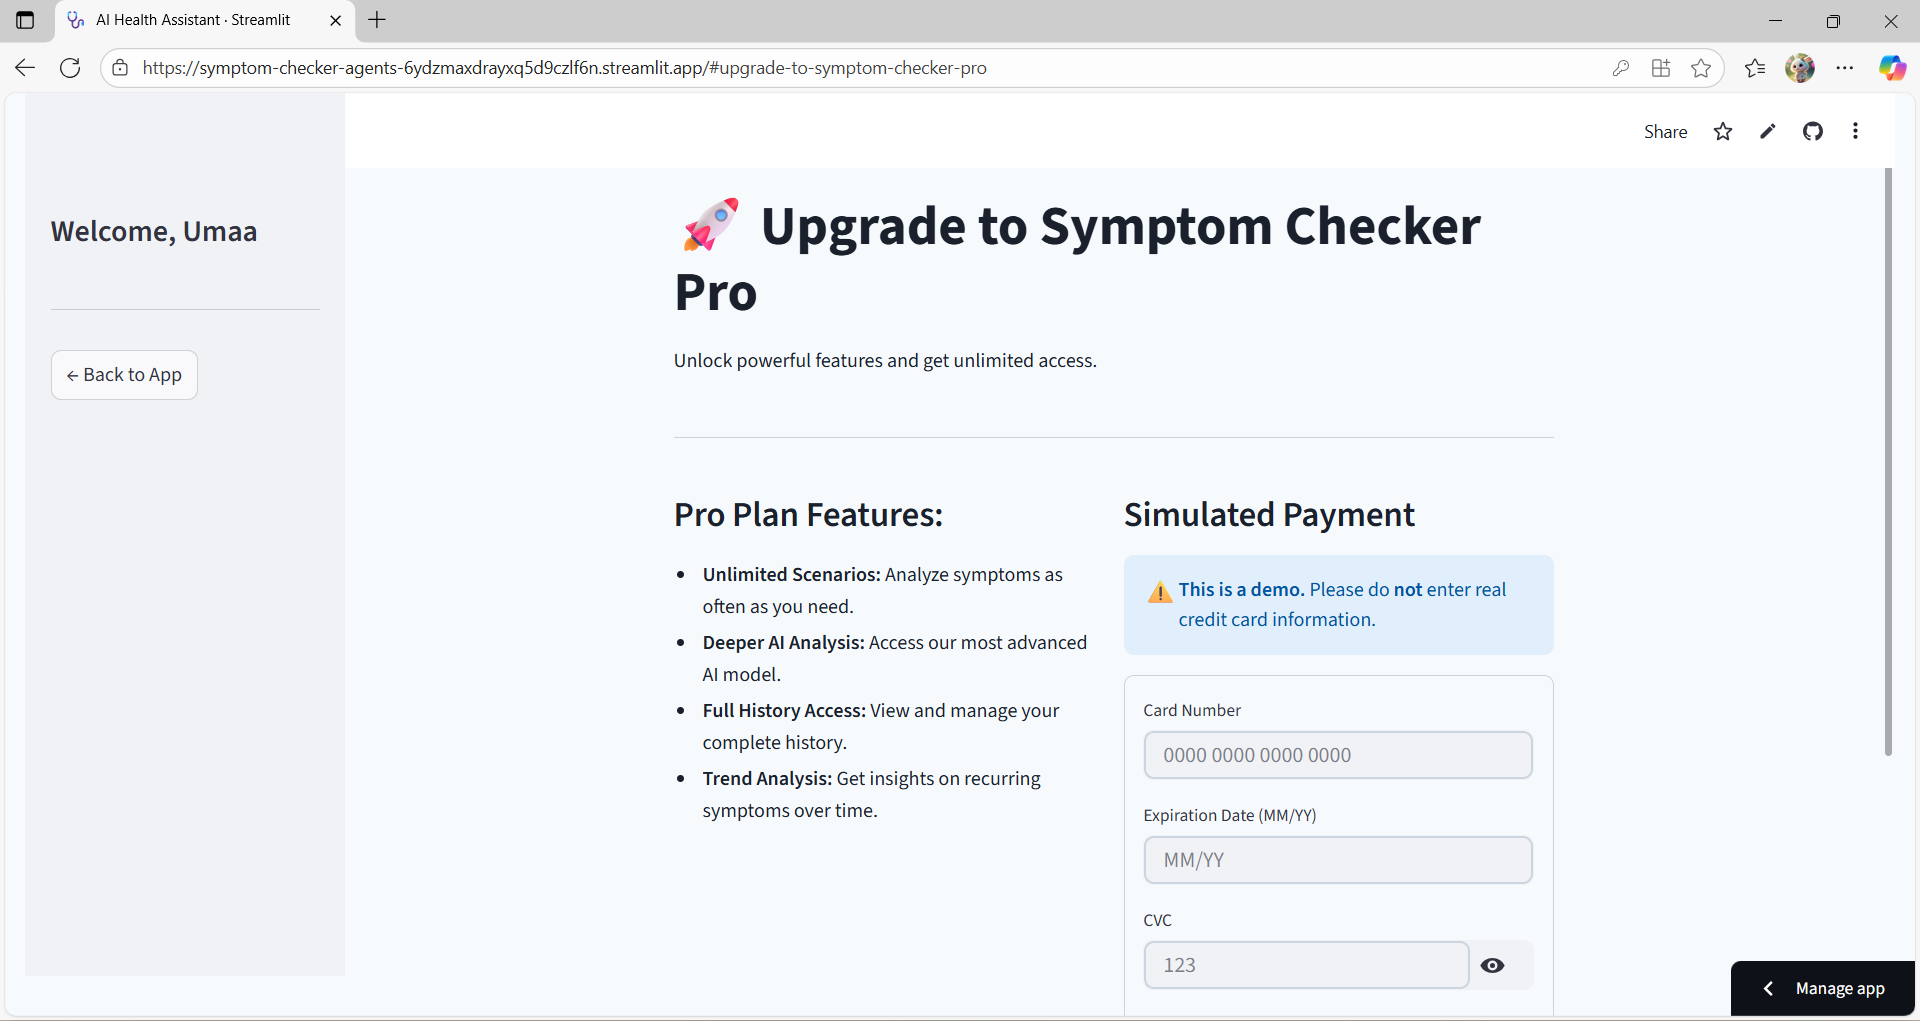 AI Health Assistant · Streamlit
https://symptom-checker-agents-6ydzmaxdrayxq5d9czlf6n.streamlit.app/#upgrade-to-symptom-checker-pro
Share
Welcome, Umaa
← Back to App
Upgrade to Symptom Checker
Pro
Unlock powerful features and get unlimited access.
Pro Plan Features:
Unlimited Scenarios: Analyze symptoms as
often as you need.
Deeper AI Analysis: Access our most advanced
AI model.
Full History Access: View and manage your
complete history.
Trend Analysis: Get insights on recurring
symptoms over time.
Simulated Payment
This is a demo. Please do not enter real
credit card information.
Card Number
0000 0000 0000 0000
Expiration Date (MM/YY)
MM/YY
CVC
123
Manage app